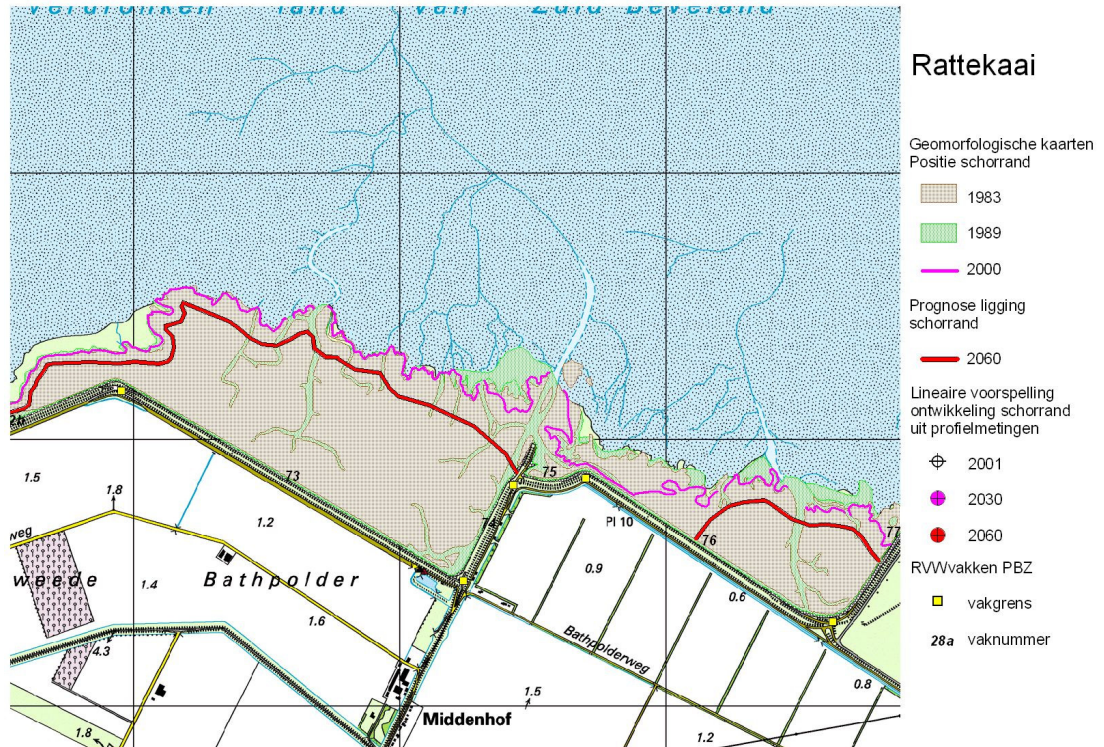 Verdronken land van Zuid Beveland
Rattekaai
Geomorfologische kaarten
Positie schorrand
1983
1989
2000
Prognose ligging
schorrand
2060
Lineaire voorspelling
ontwikkeling schorrand
uit profielmetingen
2001
2030
2060
RVWvakken PBZ
vakgrens
28a vaknummer
73
75
74
Pl 10
76
77
1.5
1.8
1.2
weg
0.9
weede
1.4
Bathpolder
0.6
1.6
Bathpolderweg
4.3
0.8
1.5
Middenhof
1.8
1.2